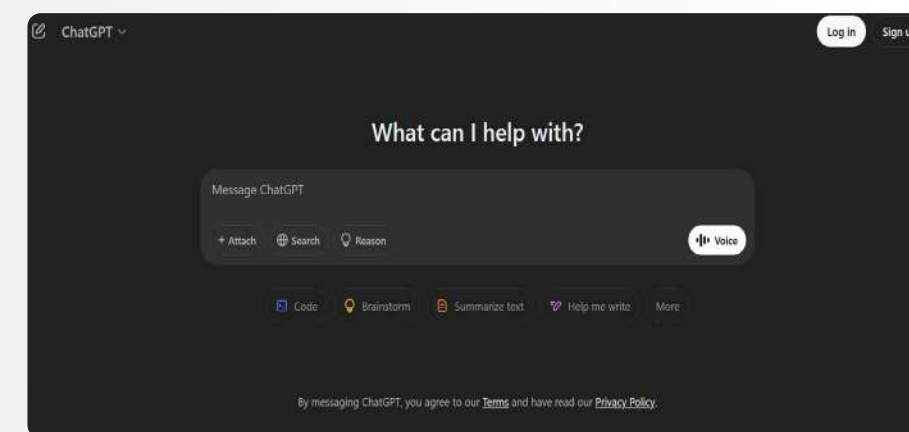 ChatGPT
Log in
Sign u
What can I help with?
Message ChatGPT
+ Attach
Search
Reason
Voice
Code
Brainstorm
Summarize text
Help me write
More
By messaging ChatGPT, you agree to our Terms and have read our Privacy Policy.